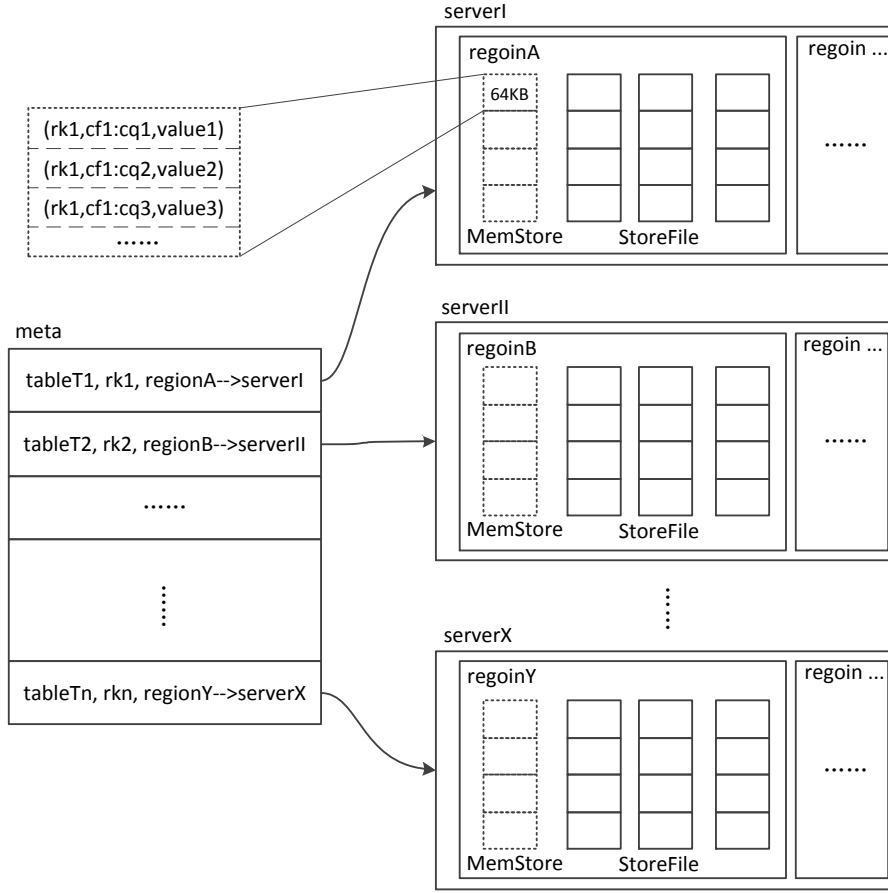 serverI
regoinA
regoin ...
64KB
(rk1,cf1:cq1,value1)
(rk1,cf1:cq2,value2)
(rk1,cf1:cq3,value3)
......
......
MemStore
StoreFile
meta
tableT1, rk1, regionA-->serverI
tableT2, rk2, regionB-->serverII
......
......
tableTn, rkn, regionY-->serverX
serverII
regoinB
regoin ...
......
MemStore
StoreFile
......
serverX
regoinY
regoin ...
......
MemStore
StoreFile